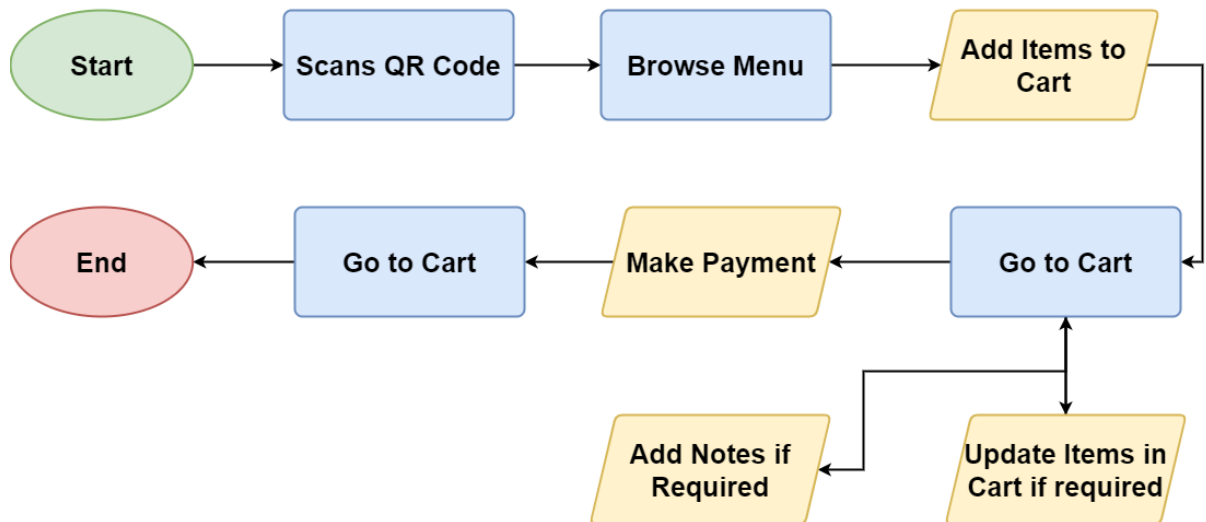 Start
Scans QR Code
Browse Menu
Add Items to
Cart
End
Go to Cart
Make Payment
Go to Cart
Add Notes if
Required
Update Items in
Cart if required